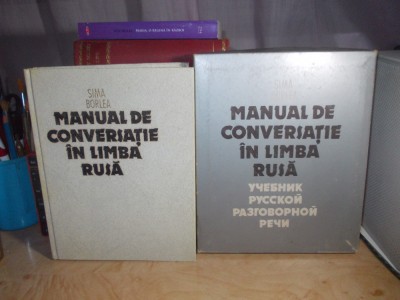 SIMA
BORLEA
MANUAL DE
CONVERSAȚIE
ÎN LIMBA
RUSĂ
MANUAL DE
CONVERSAȚIE
ÎN LIMBA
RUSĂ
УЧЕБНИК
РУССКОЙ
РАЗГОВОРНОЙ
РЕЧИ